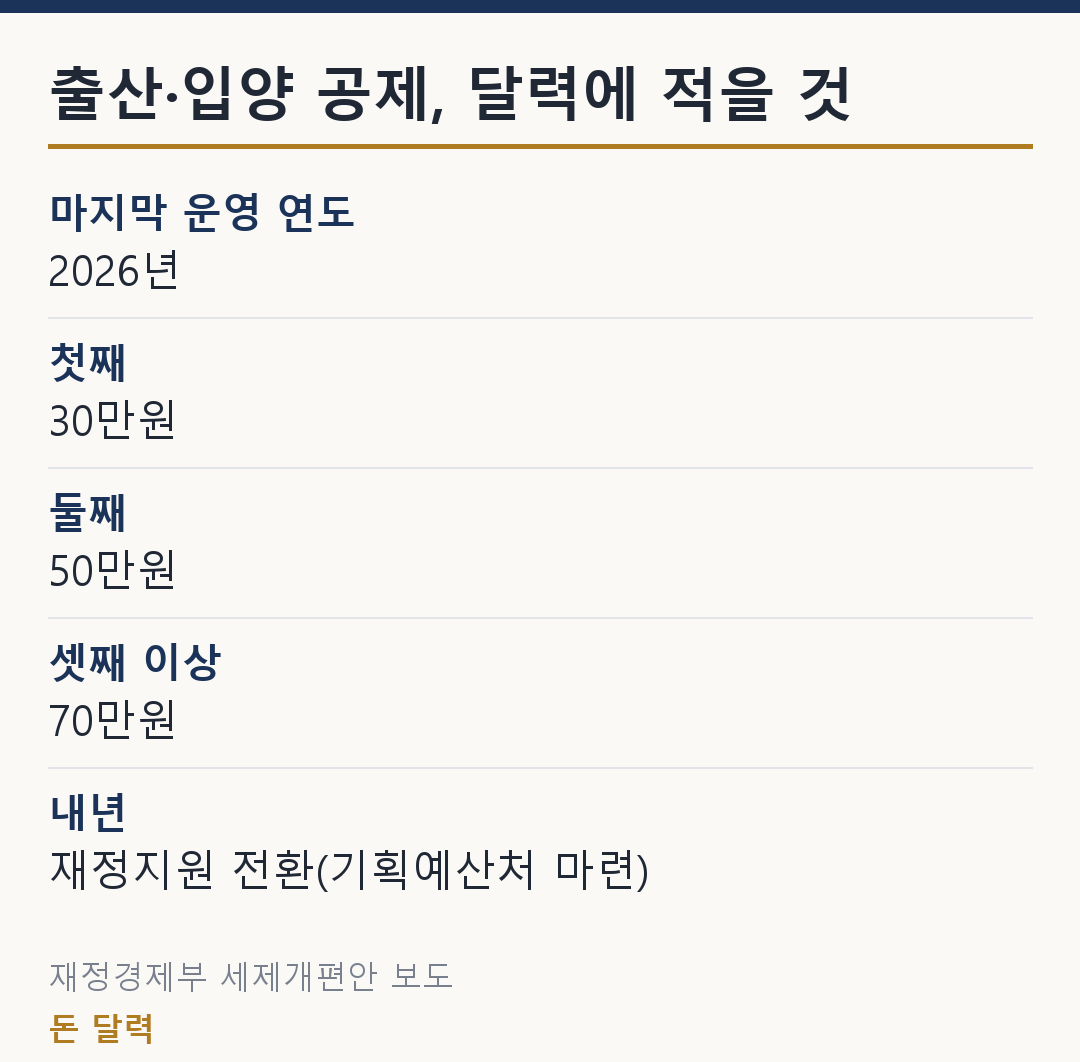 출산·입양 공제, 달력에 적을 것
마지막 운영 연도
2026년
첫째
30만원
둘째
50만원
셋째 이상
70만원
내년
재정지원 전환(기획예산처 마련)
재정경제부 세제개편안 보도
돈 달력